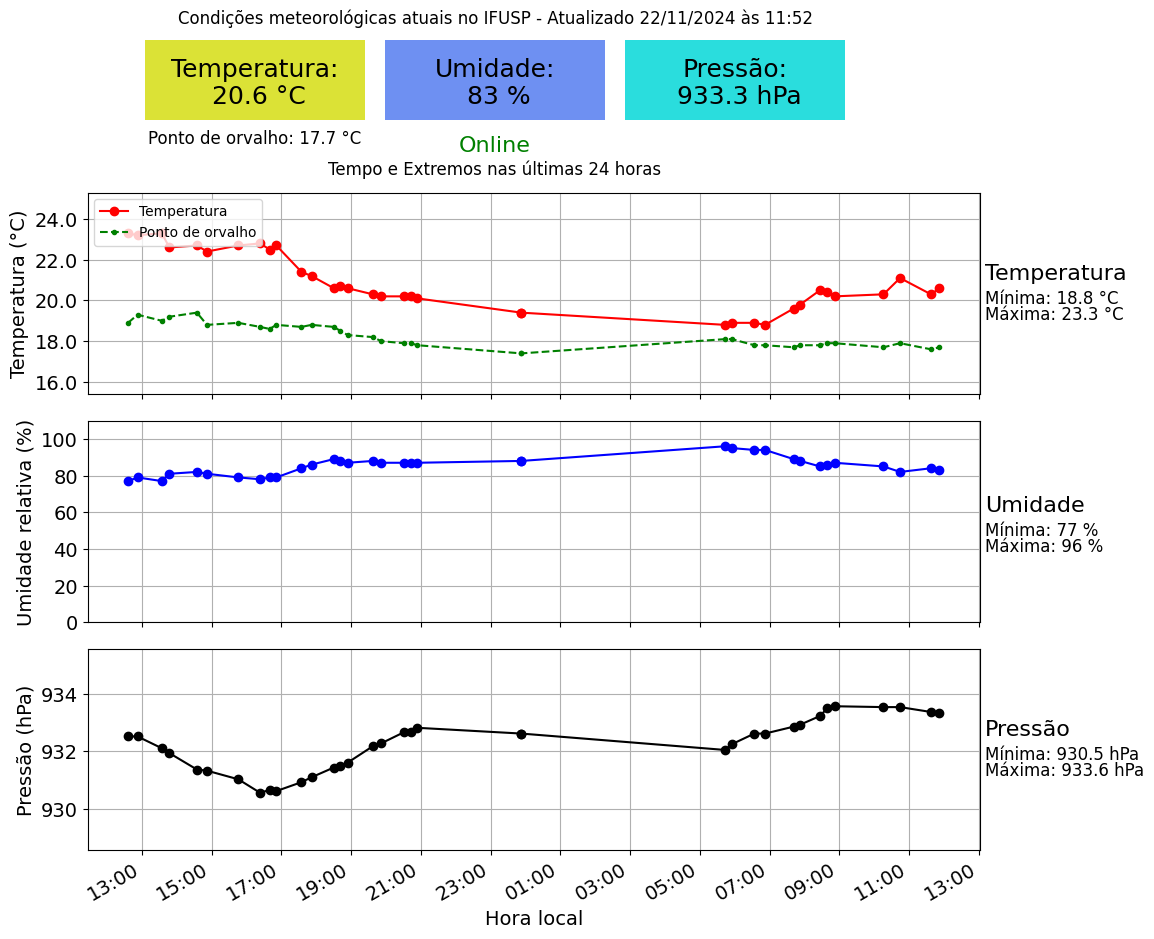 Condições meteorológicas atuais no IFUSP - Atualizado 22/11/2024 às 11:52
Temperatura:
20.6 °C
Umidade:
83 %
Pressão:
933.3 hPa
Ponto de orvalho: 17.7 °C
Online
Tempo e Extremos nas últimas 24 horas
Temperatura (°C)
24.0
22.0
20.0
18.0
16.0
Temperatura
Ponto de orvalho
Temperatura
Mínima: 18.8 °C
Máxima: 23.3 °C
Umidade relativa (%)
100
80
60
40
20
0
Umidade
Mínima: 77 %
Máxima: 96 %
Pressão (hPa)
934
932
930
Pressão
Mínima: 930.5 hPa
Máxima: 933.6 hPa
13:00 15:00 17:00 19:00 21:00 23:00 01:00 03:00 05:00 07:00 09:00 11:00 13:00
Hora local